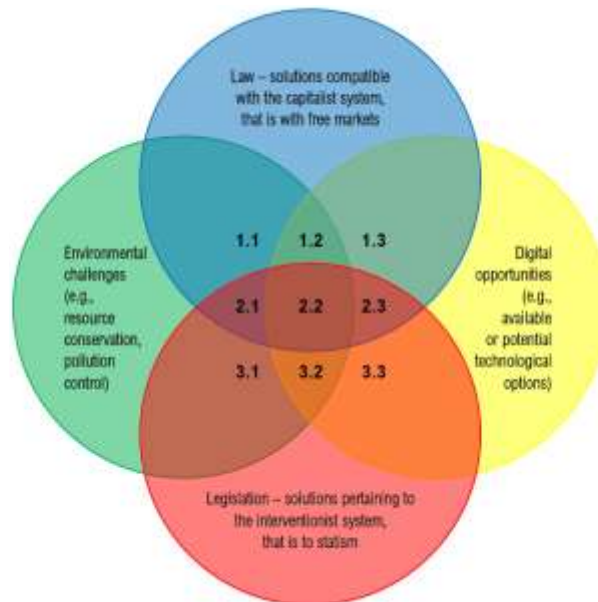 Law – solutions compatible
with the capitalist system,
that is with free markets
1.1 1.2 1.3
Environmental
challenges
(e.g.,
resource
conservation,
pollution
control)
Digital
opportunities
(e.g.,
available
or potential
technological
options)
2.1 2.2 2.3
3.1 3.2 3.3
Legislation – solutions pertaining to
the interventionist system,
that is to statism